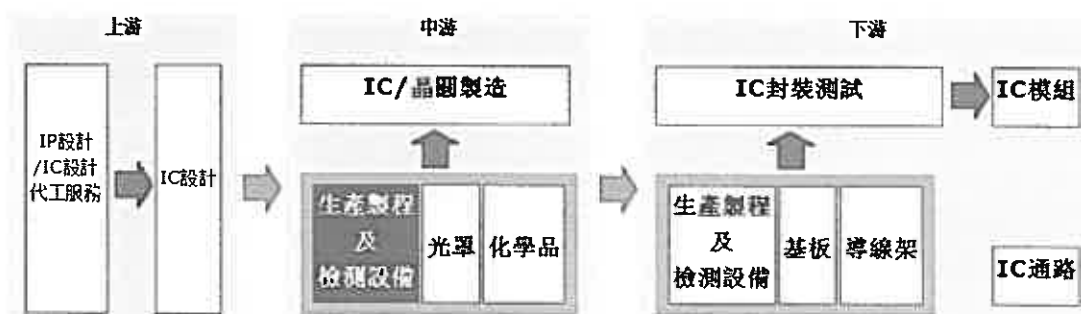 上游
IP設計
/IC設計
代工服務
IC設計
中游
IC/晶圓製造
生產製程
及
檢測設備
光罩
化學品
下游
IC封裝測試
生產製程
及
檢測設備
基板
導線架
IC模組
IC通路